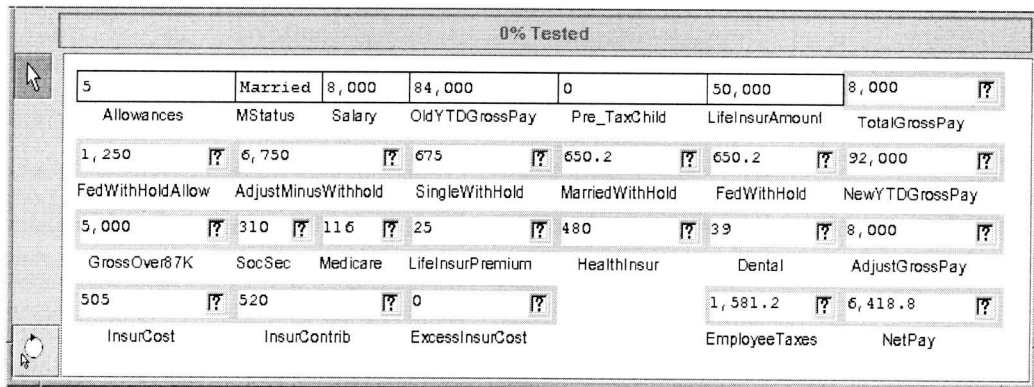 0% Tested
5 Married 8,000 84,000 0 50,000 8,000 ?
Allowances MStatus Salary OldYTDGrossPay Pre_TaxChild LifeInsurAmount TotalGrossPay
1,250 ? 6,750 ? 675 ? 650.2 ? 650.2 ? 92,000 ?
FedWithHoldAllow AdjustMinusWithhold SingleWithHold MarriedWithHold FedWithHold NewYTDGrossPay
5,000 ? 310 ? 116 ? 25 ? 480 ? 39 ? 8,000 ?
GrossOver87K SocSec Medicare LifeInsurPremium HealthInsur Dental AdjustGrossPay
505 ? 520 ? 0 ? 1,581.2 ? 6,418.8 ?
InsurCost InsurContrib ExcessInsurCost EmployeeTaxes NetPay